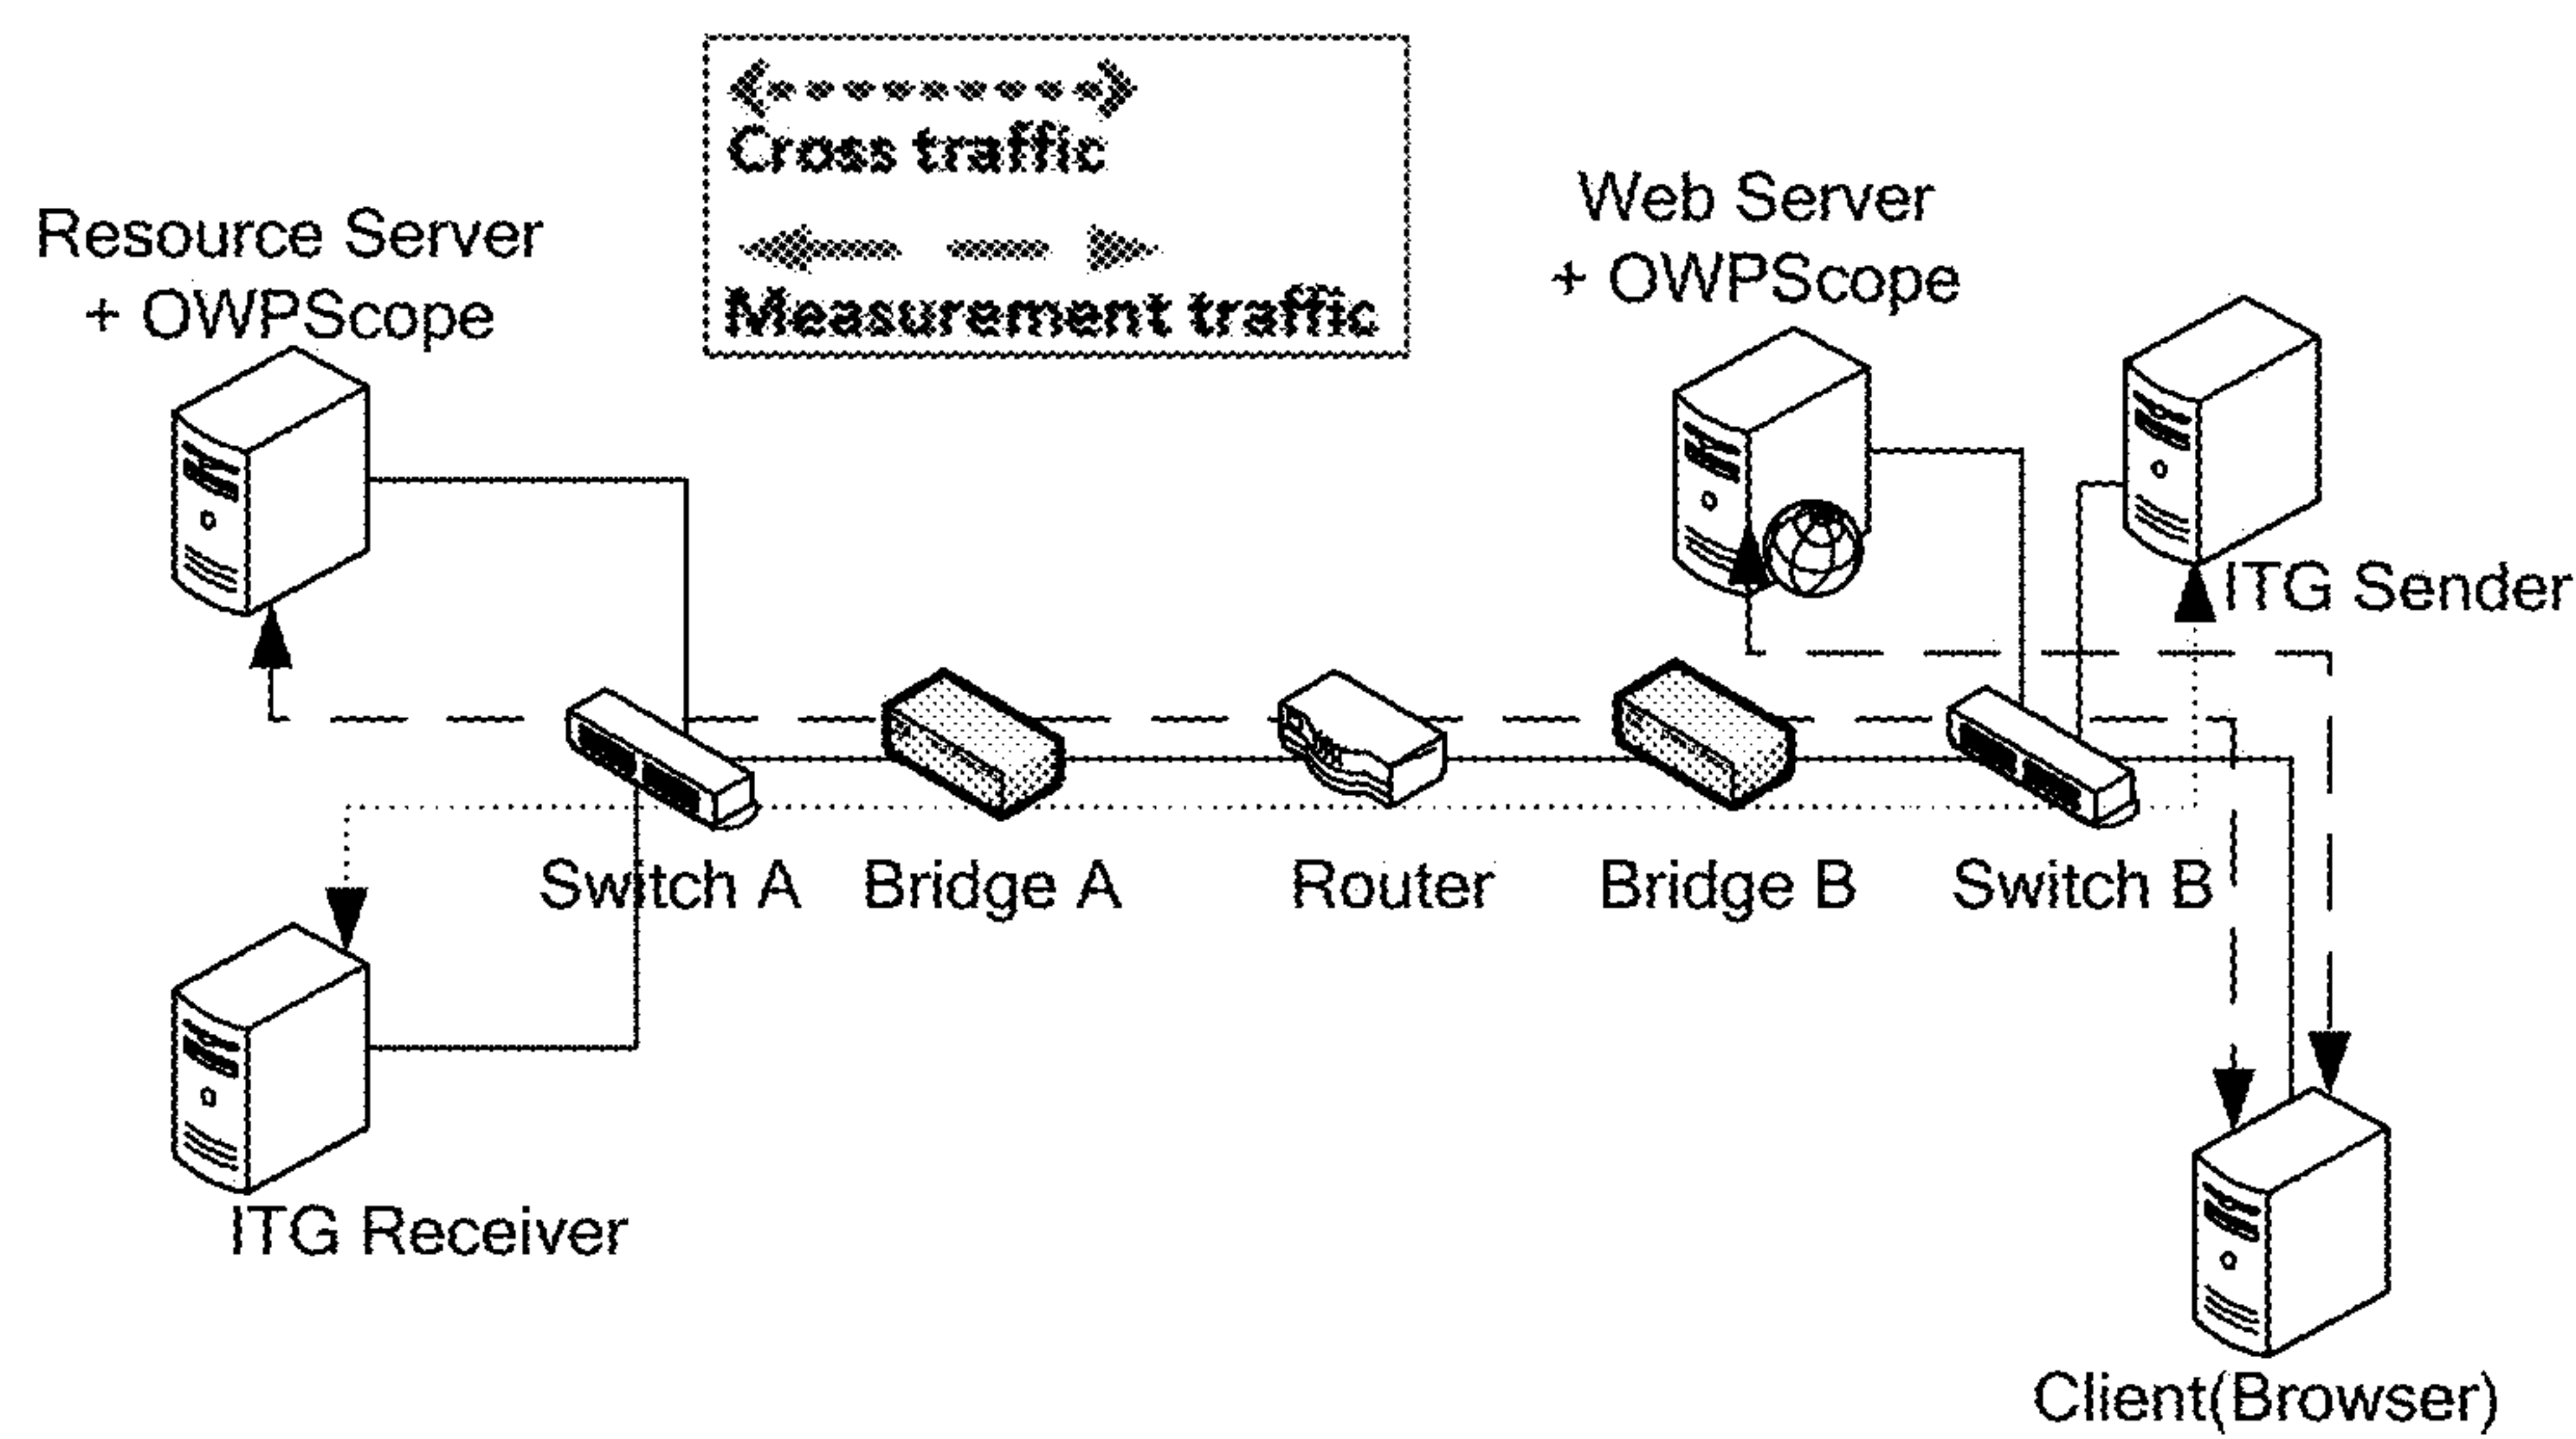 Cross traffic
Measurement traffic
Resource Server
+ OWPScope
Web Server
+ OWPScope
ITG Sender
Switch A
Bridge A
Router
Bridge B
Switch B
ITG Receiver
Client(Browser)